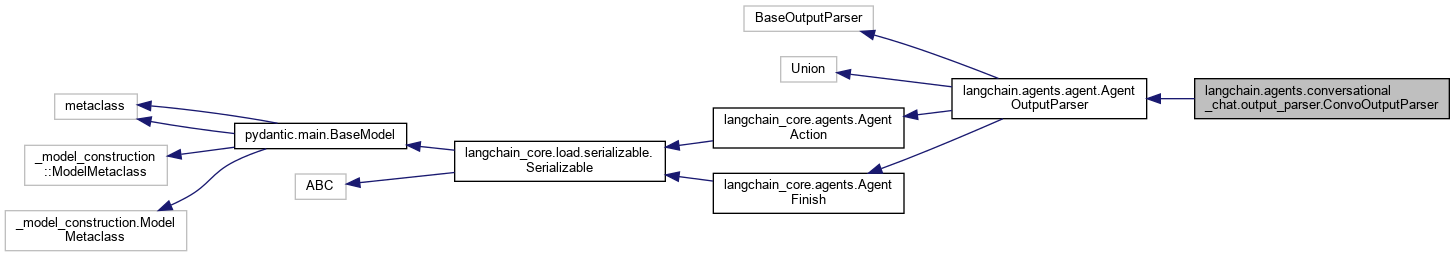 BaseOutputParser
Union
langchain.agents.agent.Agent
OutputParser
langchain.agents.conversational
_chat.output_parser.ConvoOutputParser
metaclass
pydantic.main.BaseModel
langchain_core.agents.Agent
Action
_model_construction
::ModelMetaclass
langchain_core.load.serializable.
Serializable
ABC
langchain_core.agents.Agent
Finish
_model_construction.Model
Metaclass